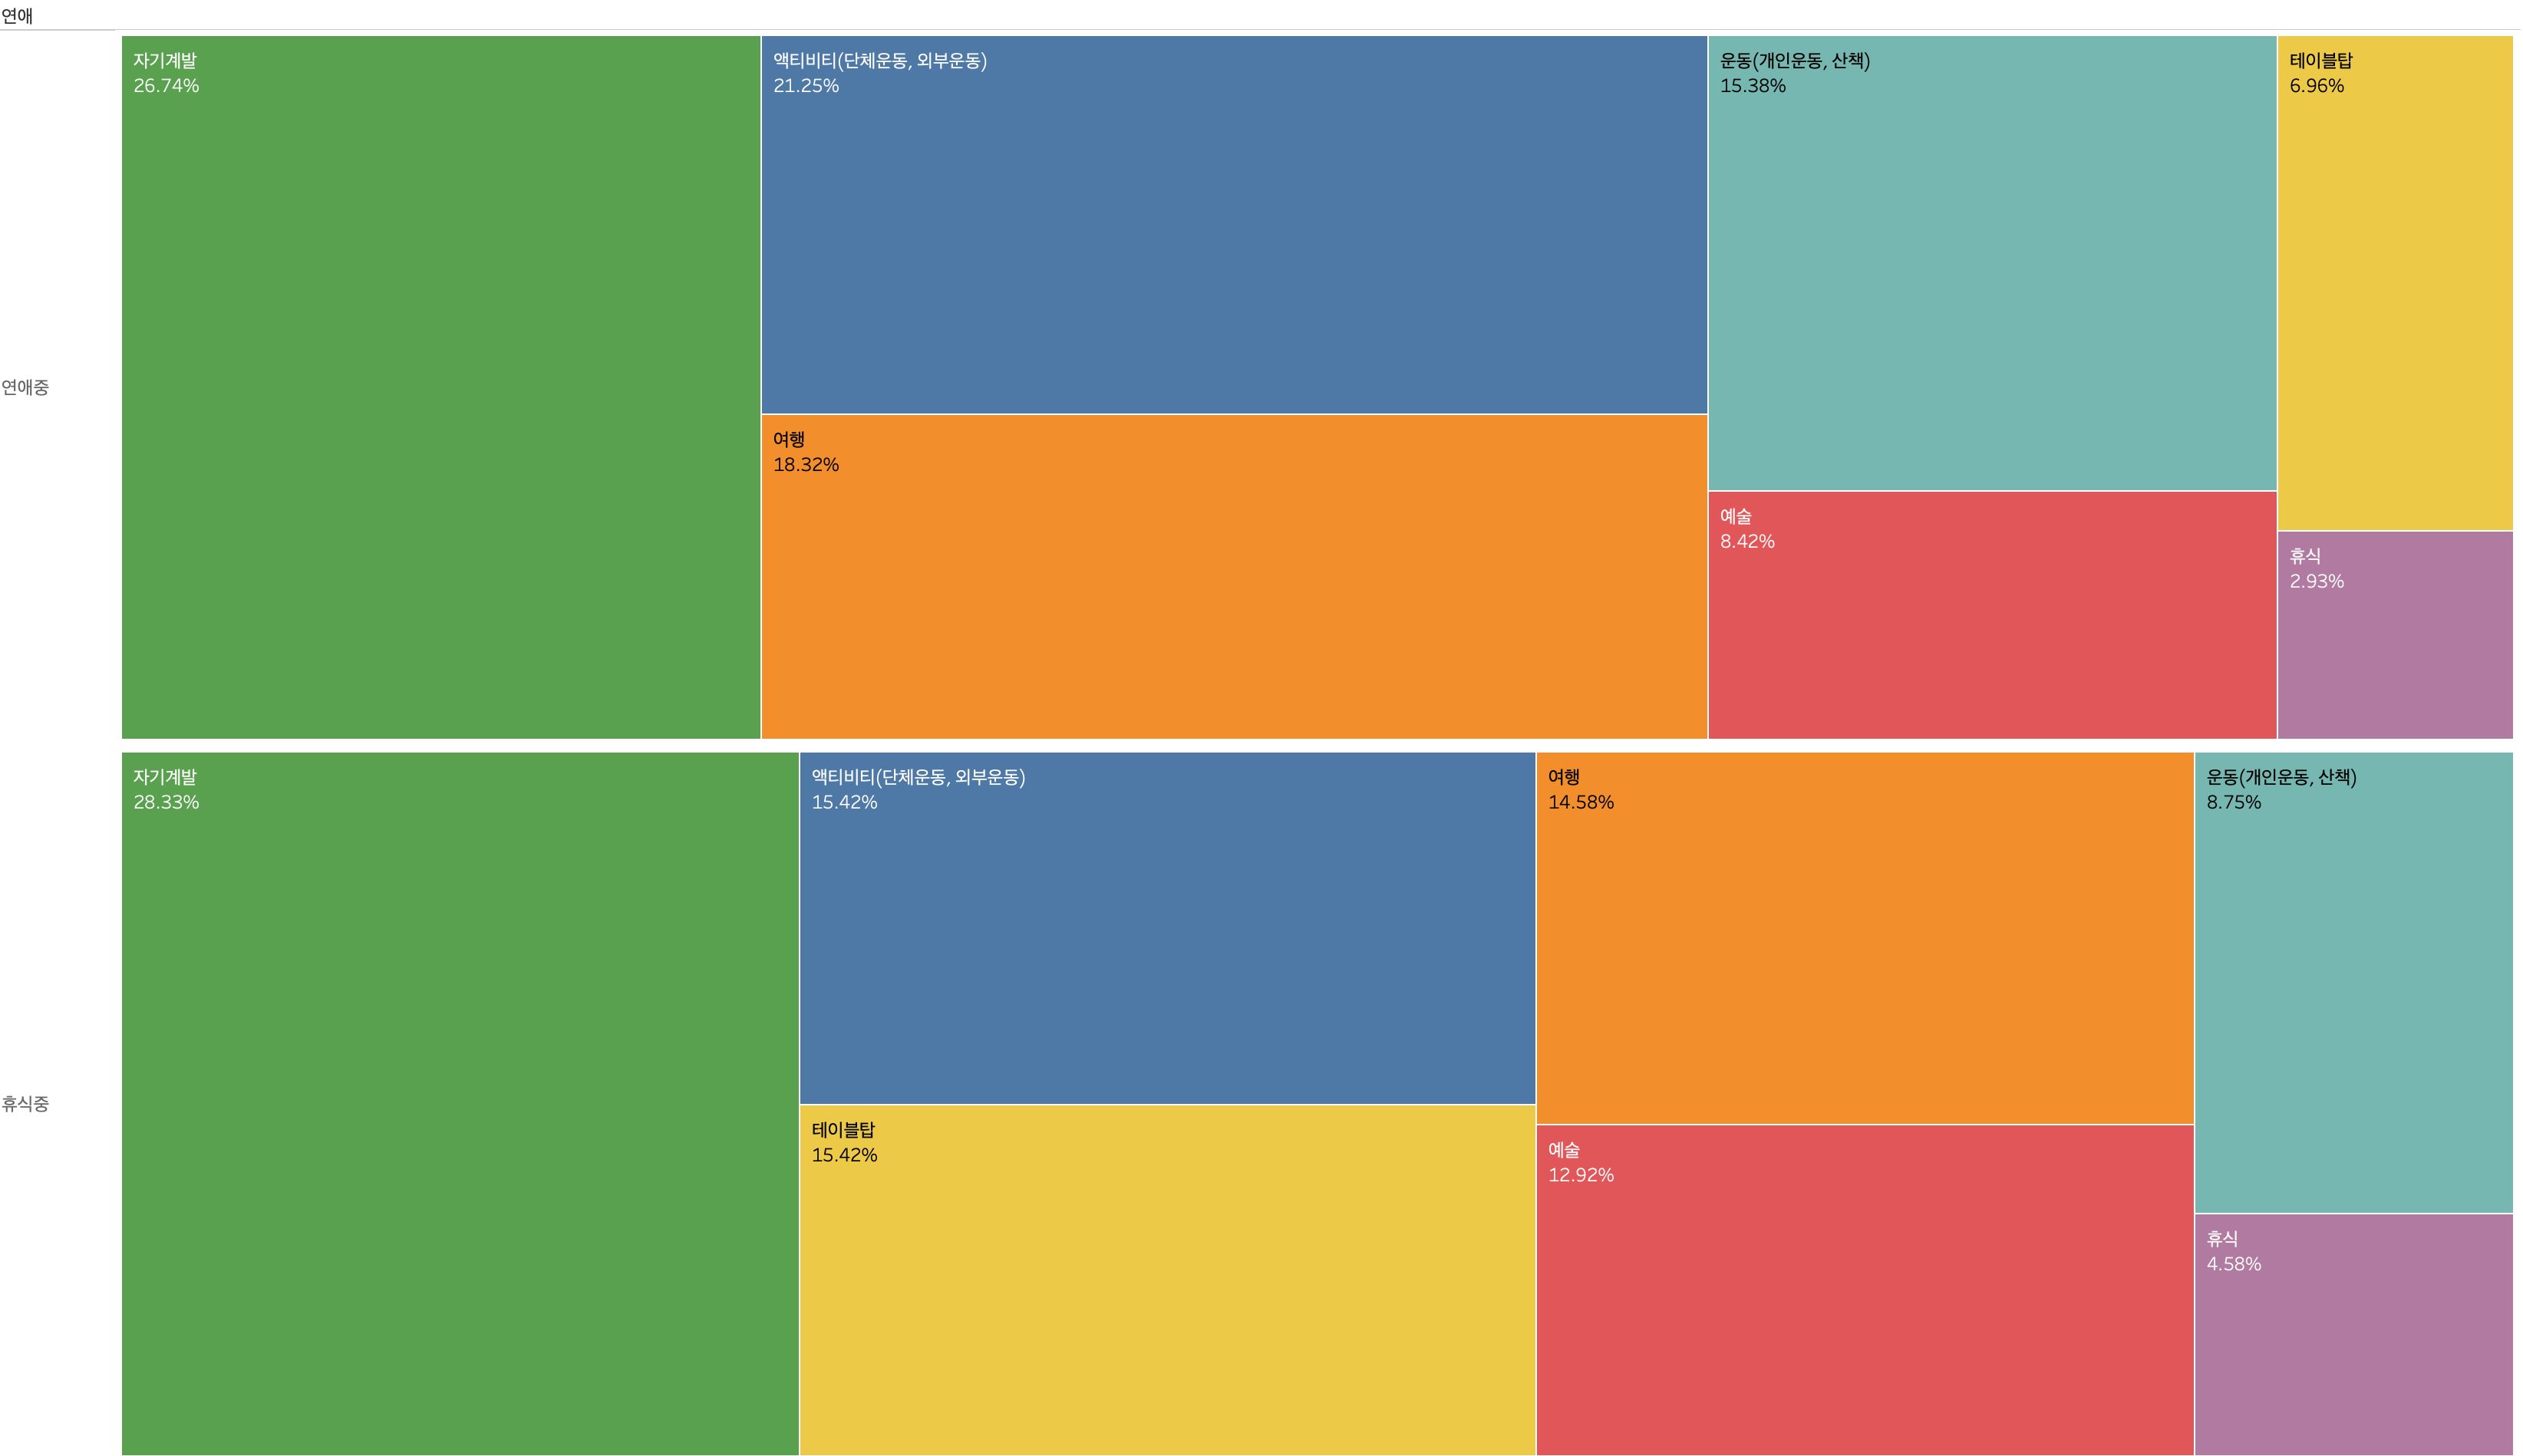 연애
연애중
자기계발
26.74%
액티비티(단체운동, 외부운동)
21.25%
여행
18.32%
운동(개인운동, 산책)
15.38%
예술
8.42%
테이블탑
6.96%
휴식
2.93%
휴식중
자기계발
28.33%
액티비티(단체운동, 외부운동)
15.42%
테이블탑
15.42%
여행
14.58%
예술
12.92%
운동(개인운동, 산책)
8.75%
휴식
4.58%